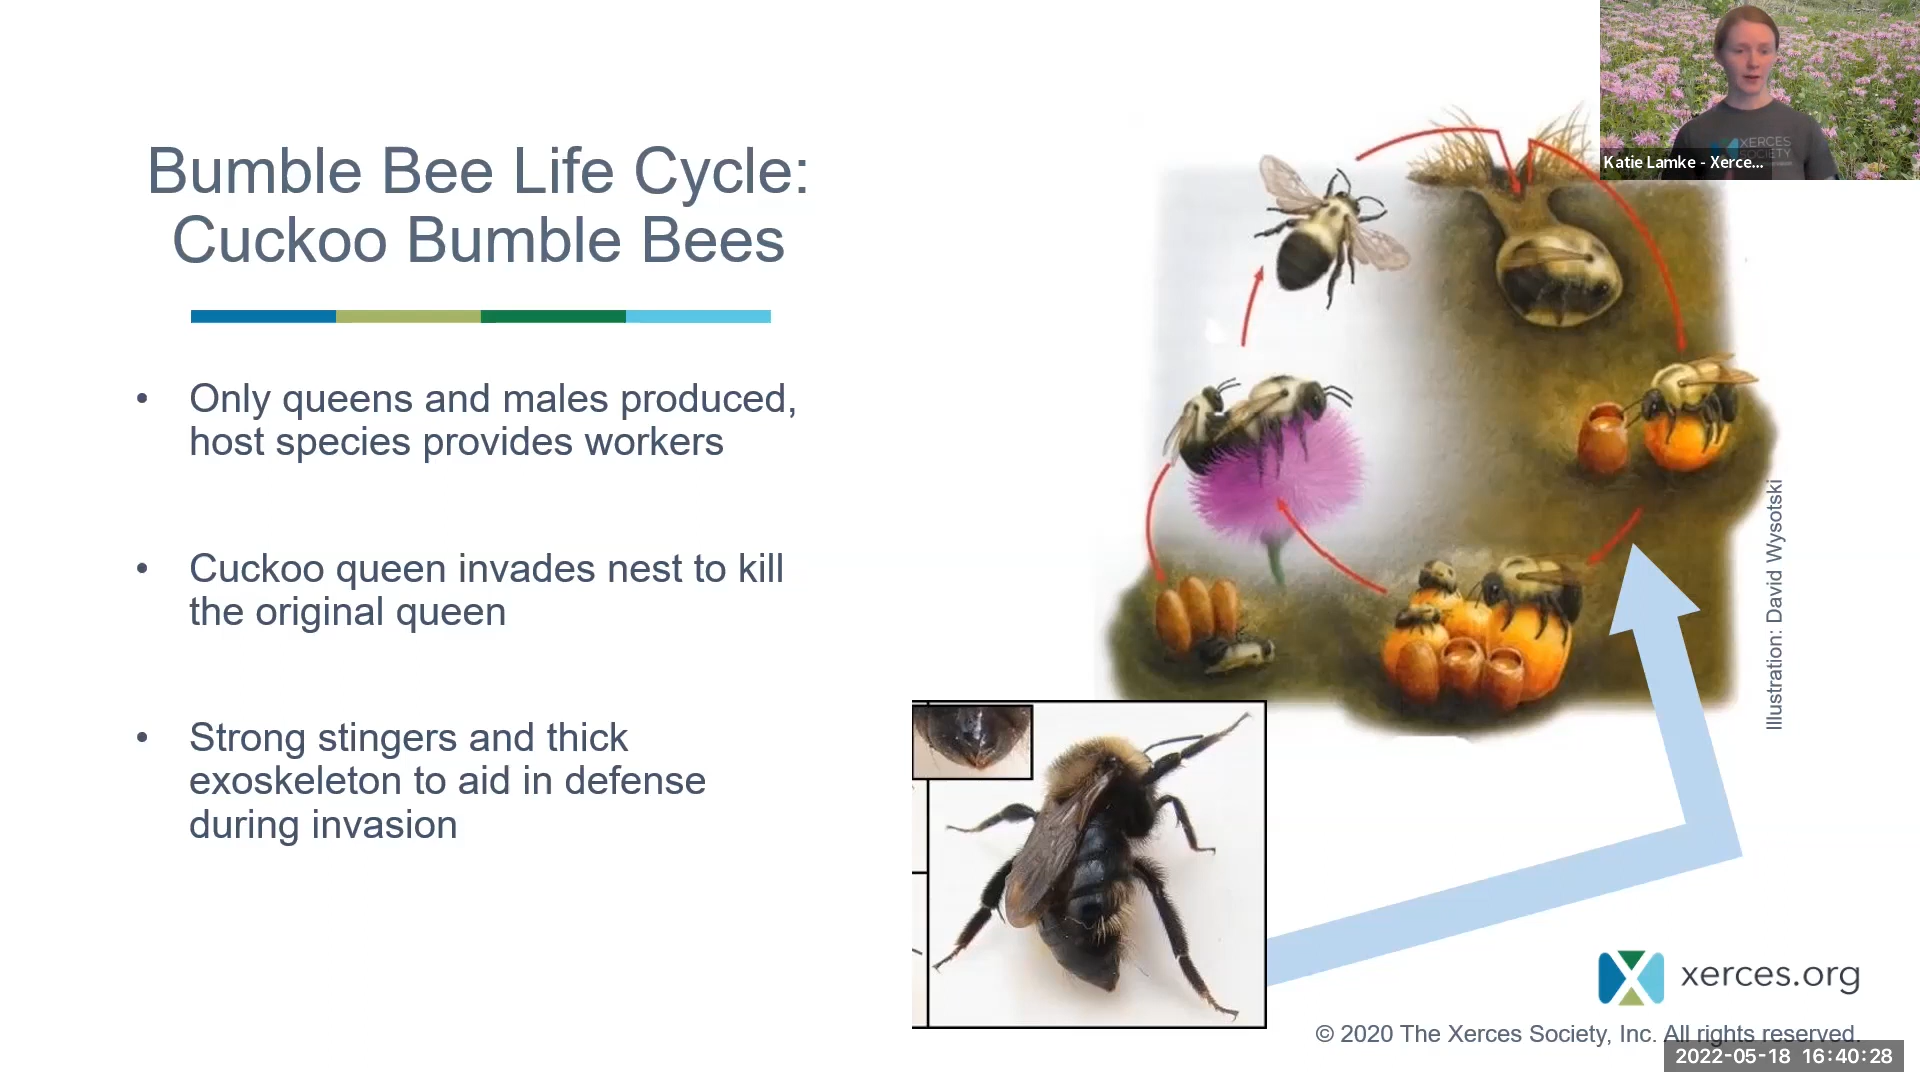 Bumble Bee Life Cycle:
Cuckoo Bumble Bees
• Only queens and males produced,
host species provides workers
• Cuckoo queen invades nest to kill
the original queen
• Strong stingers and thick
exoskeleton to aid in defense
during invasion
XERCES
SOCIETY
Katie Lamke - Xerce...
Illustration: David Wysotski
xerces.org
© 2020 The Xerces Society, Inc. All rights reserved.
2022-05-18 16:40:28